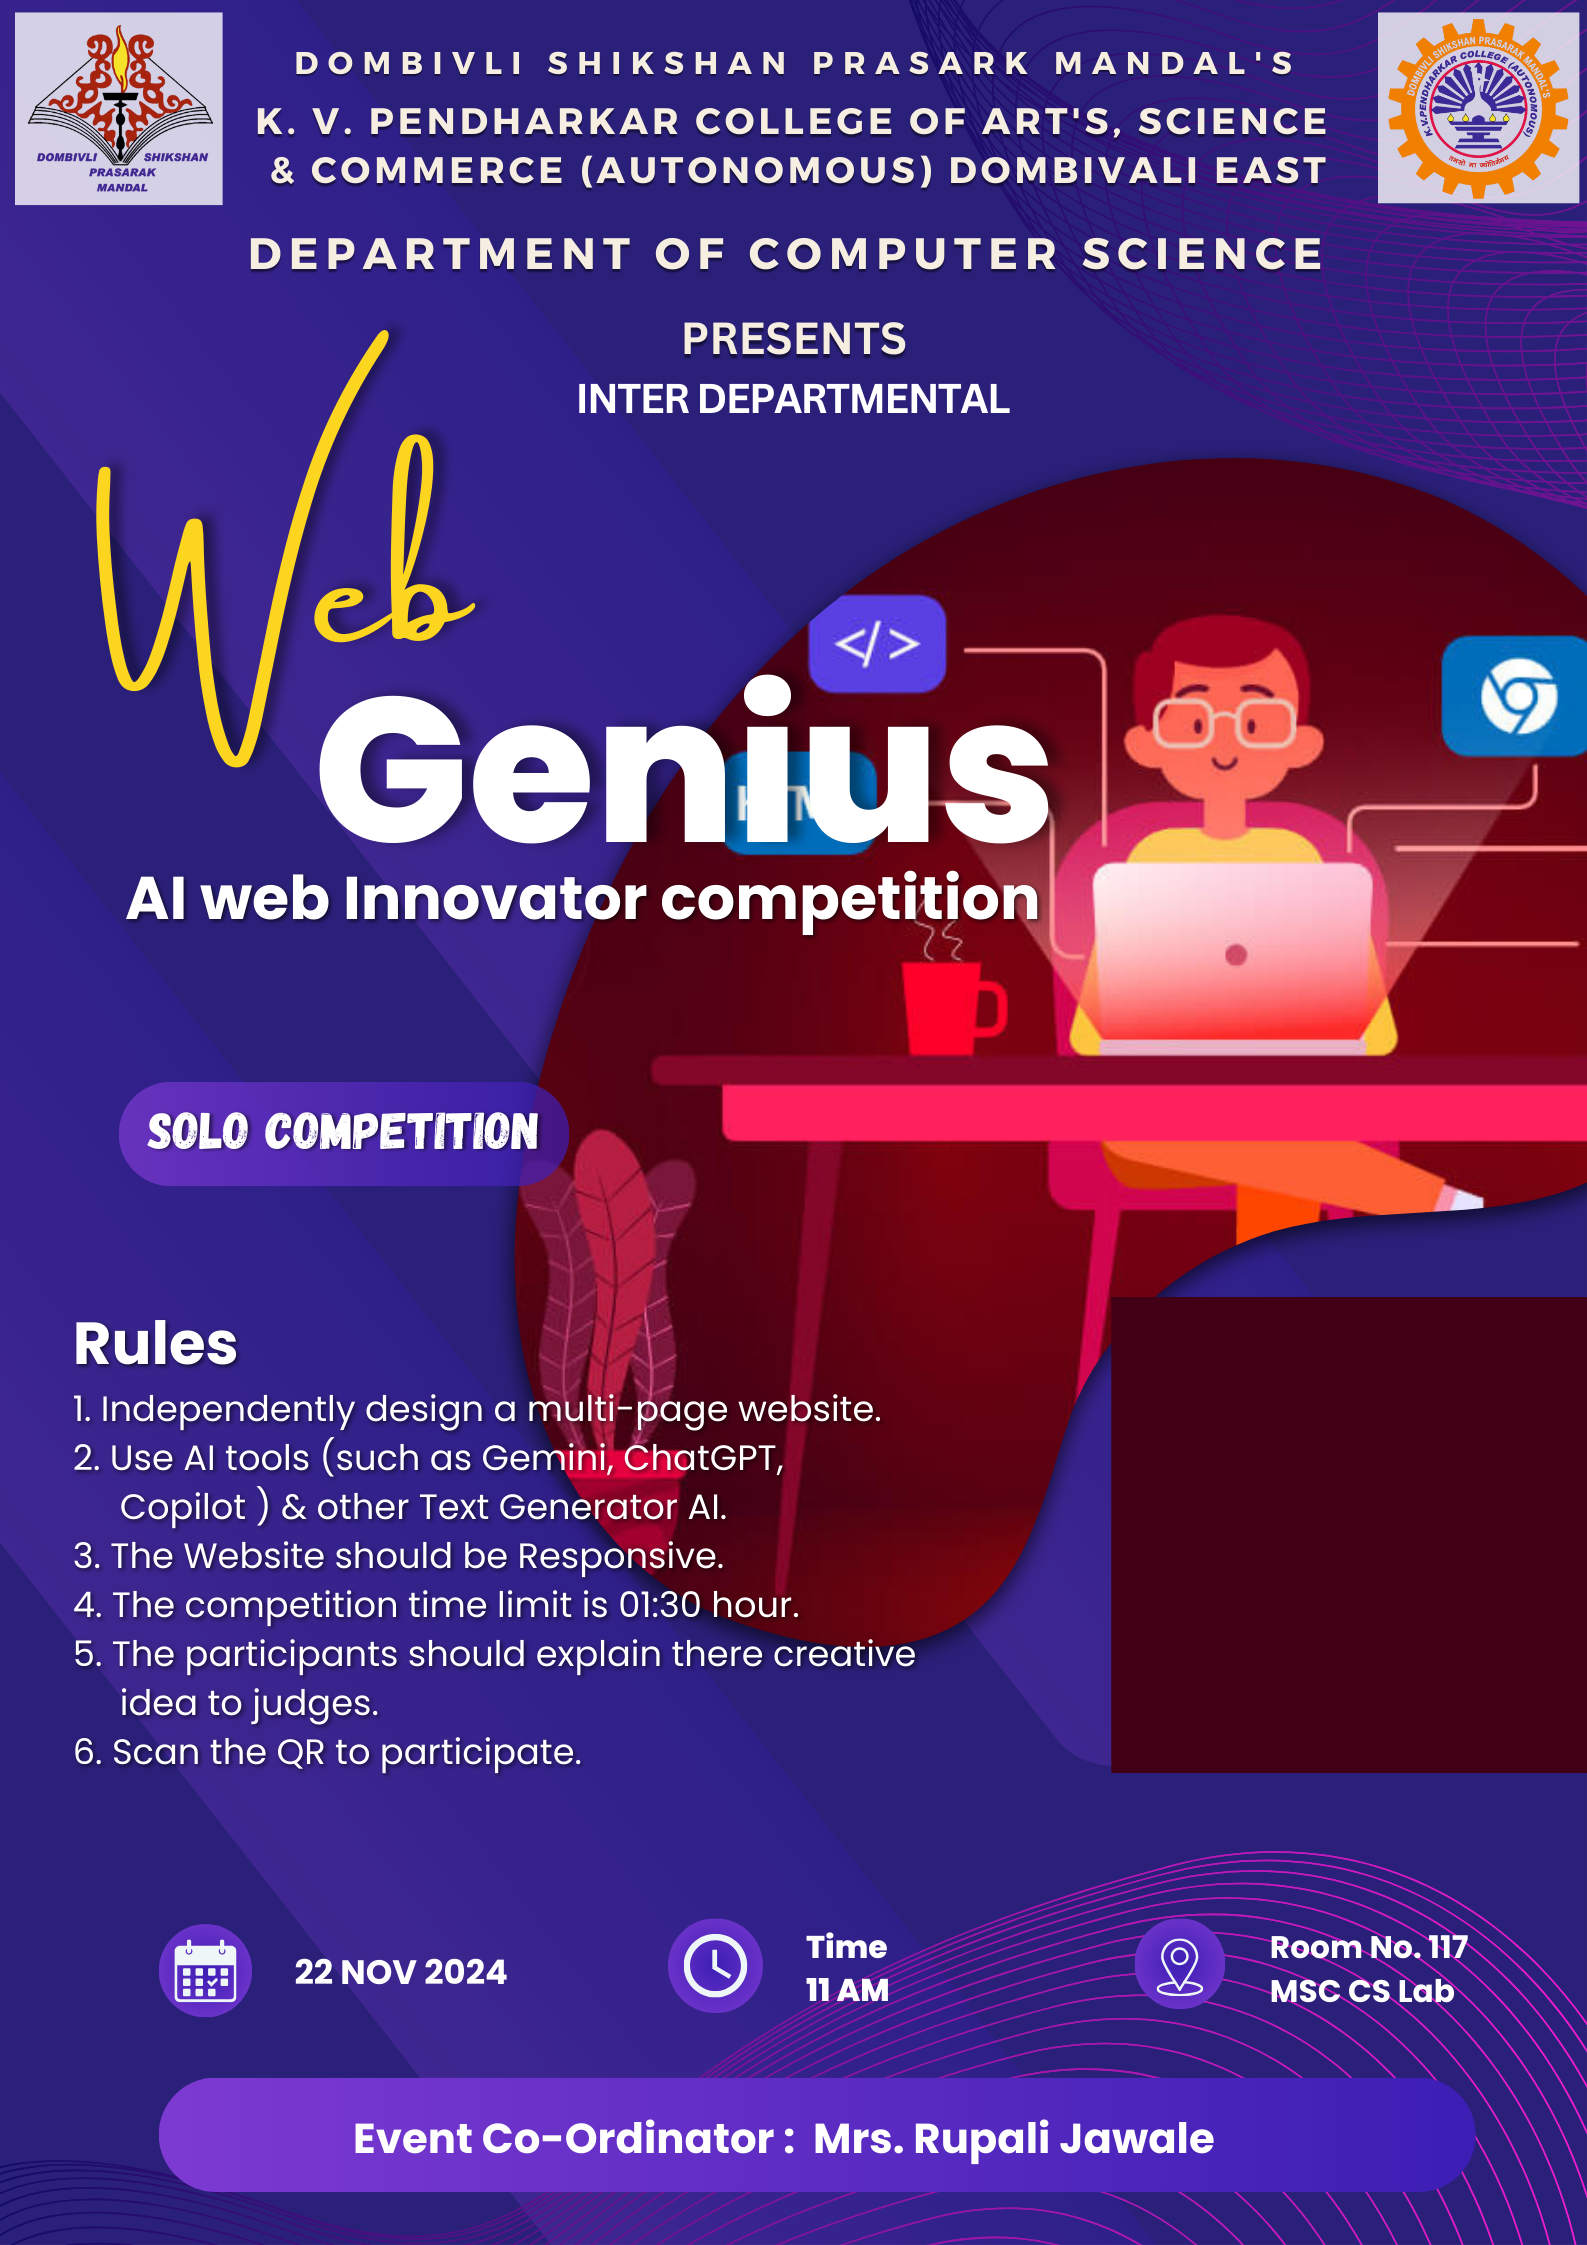 DOMBIVLI SHIKSHAN
PRASARAK
MANDAL
DOMBIVLI SHIKSHAN PRASARK MANDAL'S
K. V. PENDHARKAR COLLEGE OF ART'S, SCIENCE
& COMMERCE (AUTONOMOUS) DOMBIVALI EAST
DOMBIVLI SHIKSHAN PRASARAK MANDAL'S
K.V.PENDHARKAR COLLEGE (AUTONOMOUS)
तमसो मा ज्योतिर्गमय
DEPARTMENT OF COMPUTER SCIENCE
PRESENTS
INTER DEPARTMENTAL
Web
</>
Genius
AI web Innovator competition
SOLO COMPETITION
Rules
1. Independently design a multi-page website.
2. Use AI tools (such as Gemini, ChatGPT,
Copilot ) & other Text Generator AI.
3. The Website should be Responsive.
4. The competition time limit is 01:30 hour.
5. The participants should explain there creative
idea to judges.
6. Scan the QR to participate.
22 NOV 2024
Time
11 AM
Room No. 117
MSC CS Lab
Event Co-Ordinator : Mrs. Rupali Jawale